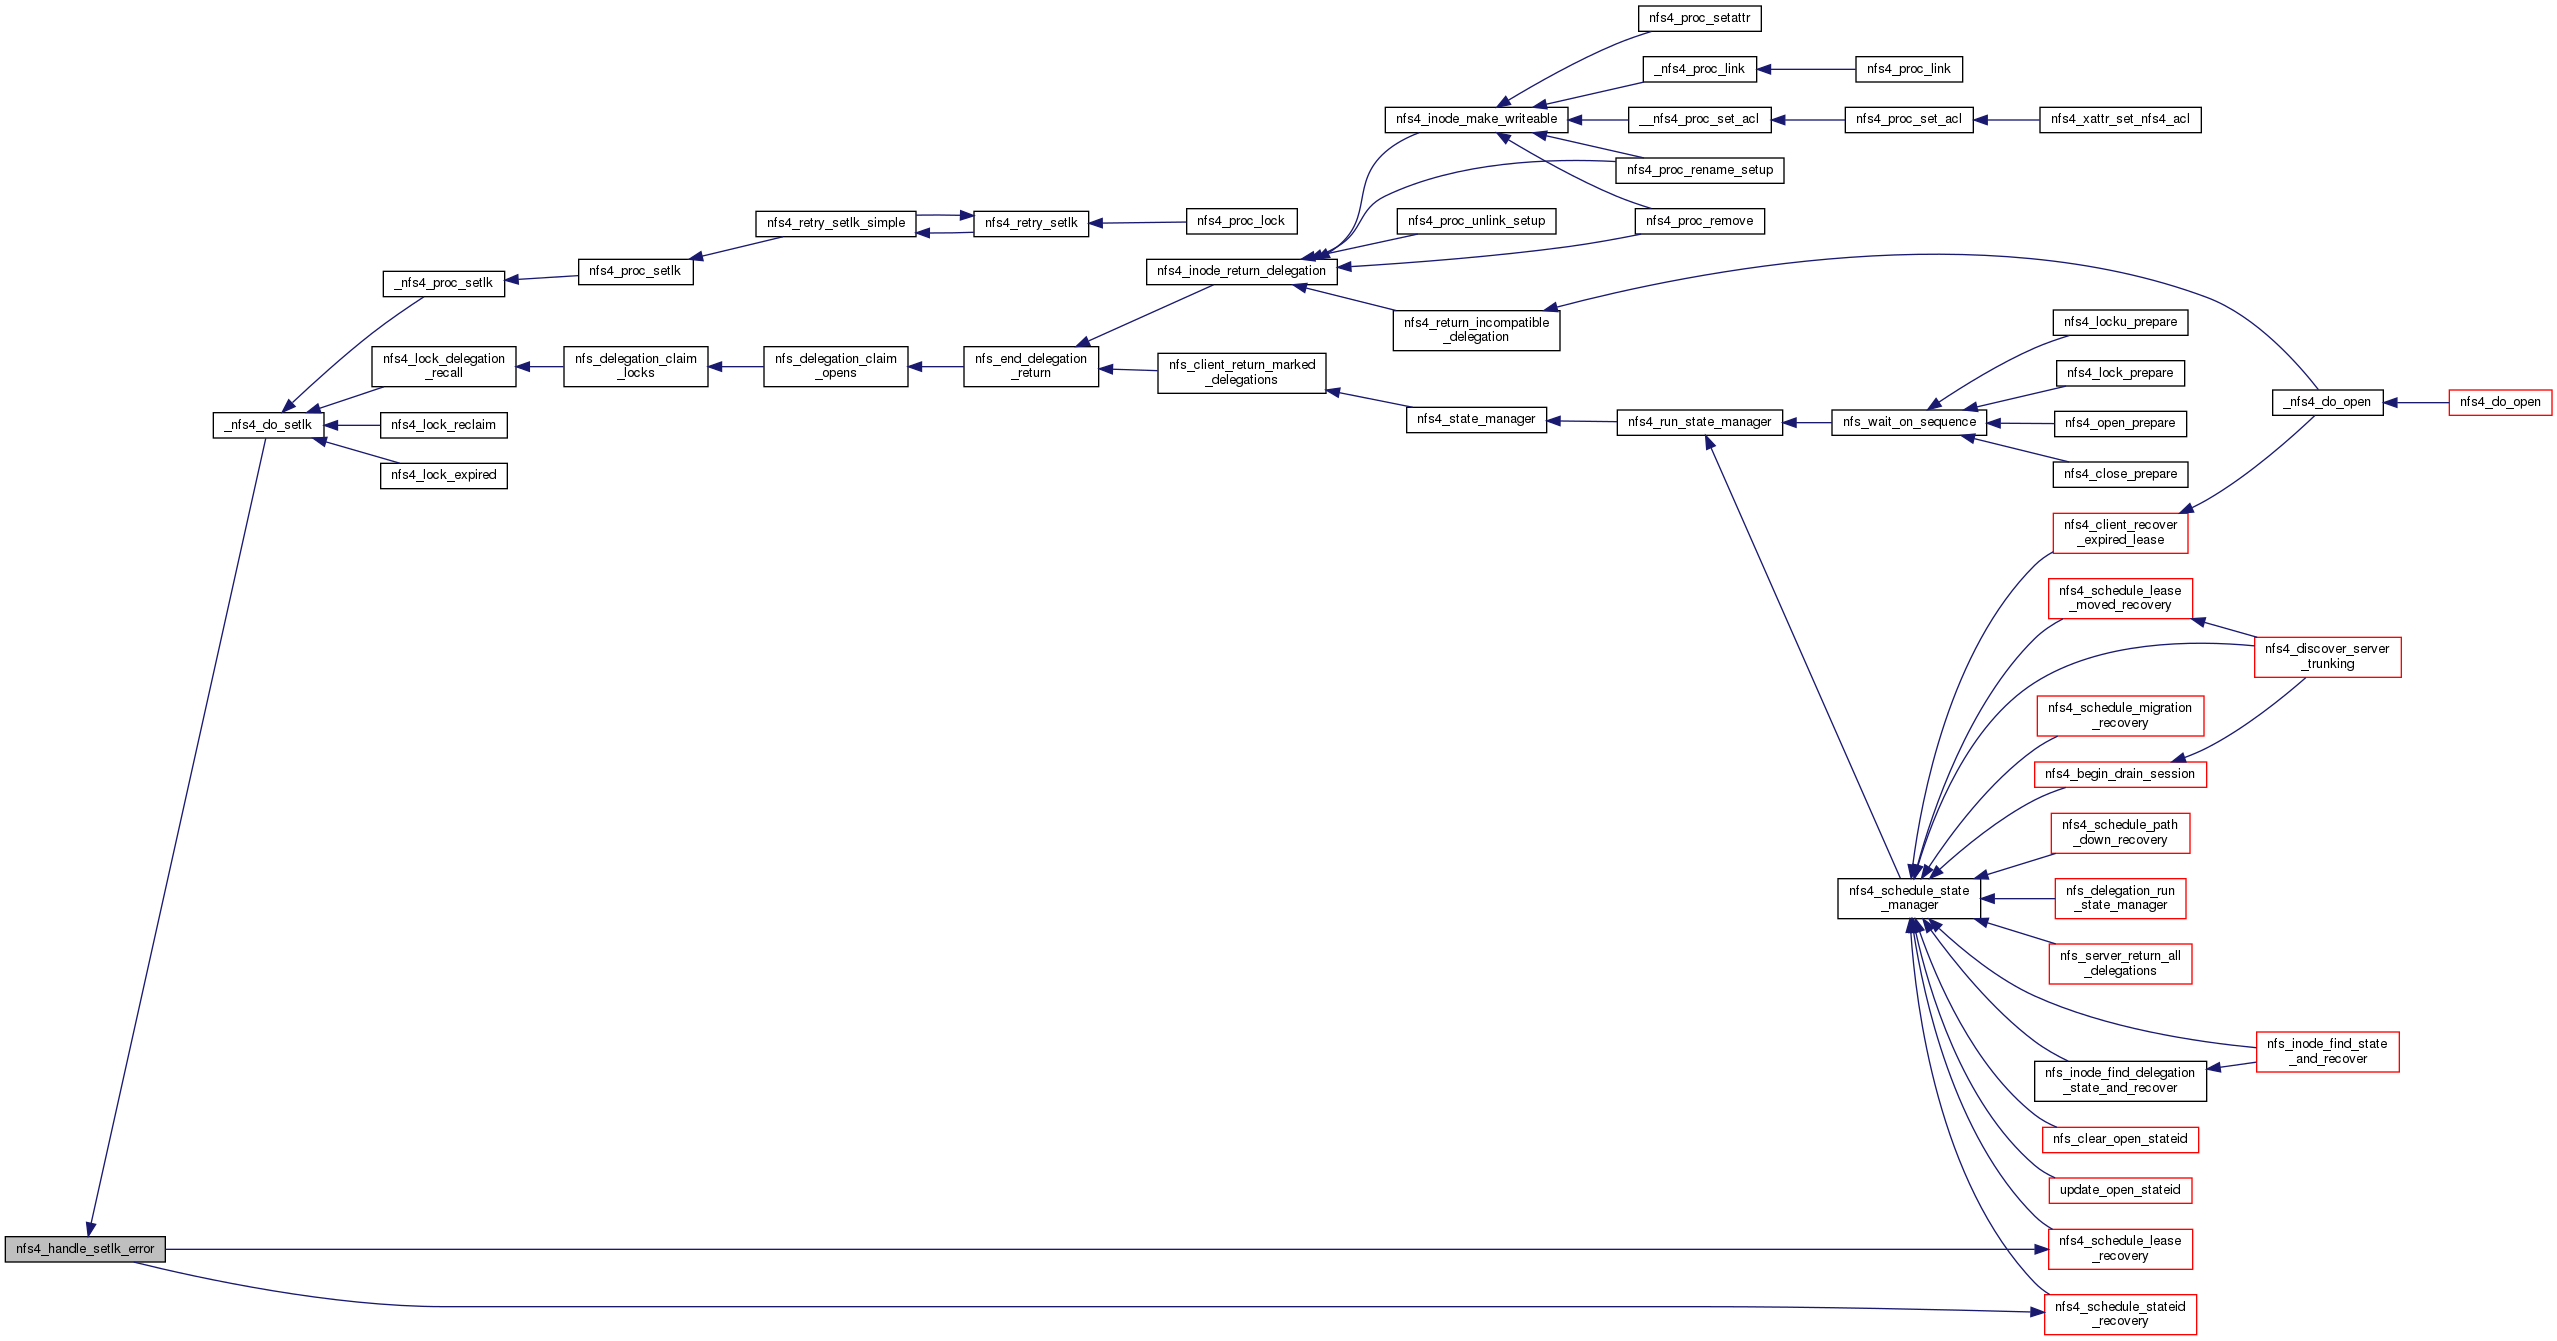 nfs4_proc_setattr
_nfs4_proc_link
nfs4_proc_link
nfs4_inode_make_writeable
__nfs4_proc_set_acl
nfs4_proc_set_acl
nfs4_xattr_set_nfs4_acl
nfs4_proc_rename_setup
nfs4_retry_setlk_simple
nfs4_retry_setlk
nfs4_proc_lock
nfs4_proc_unlink_setup
nfs4_proc_remove
_nfs4_proc_setlk
nfs4_proc_setlk
nfs4_inode_return_delegation
nfs4_return_incompatible
_delegation
nfs4_locku_prepare
nfs4_lock_delegation
_recall
nfs_delegation_claim
_locks
nfs_delegation_claim
_opens
nfs_end_delegation
_return
nfs_client_return_marked
_delegations
nfs4_lock_prepare
_nfs4_do_open
nfs4_do_open
_nfs4_do_setlk
nfs4_lock_reclaim
nfs4_state_manager
nfs4_run_state_manager
nfs_wait_on_sequence
nfs4_open_prepare
nfs4_lock_expired
nfs4_close_prepare
nfs4_client_recover
_expired_lease
nfs4_schedule_lease
_moved_recovery
nfs4_discover_server
_trunking
nfs4_schedule_migration
_recovery
nfs4_begin_drain_session
nfs4_schedule_path
_down_recovery
nfs4_schedule_state
_manager
nfs_delegation_run
_state_manager
nfs_server_return_all
_delegations
nfs_inode_find_state
_and_recover
nfs_inode_find_delegation
_state_and_recover
nfs_clear_open_stateid
update_open_stateid
nfs4_handle_setlk_error
nfs4_schedule_lease
_recovery
nfs4_schedule_stateid
_recovery